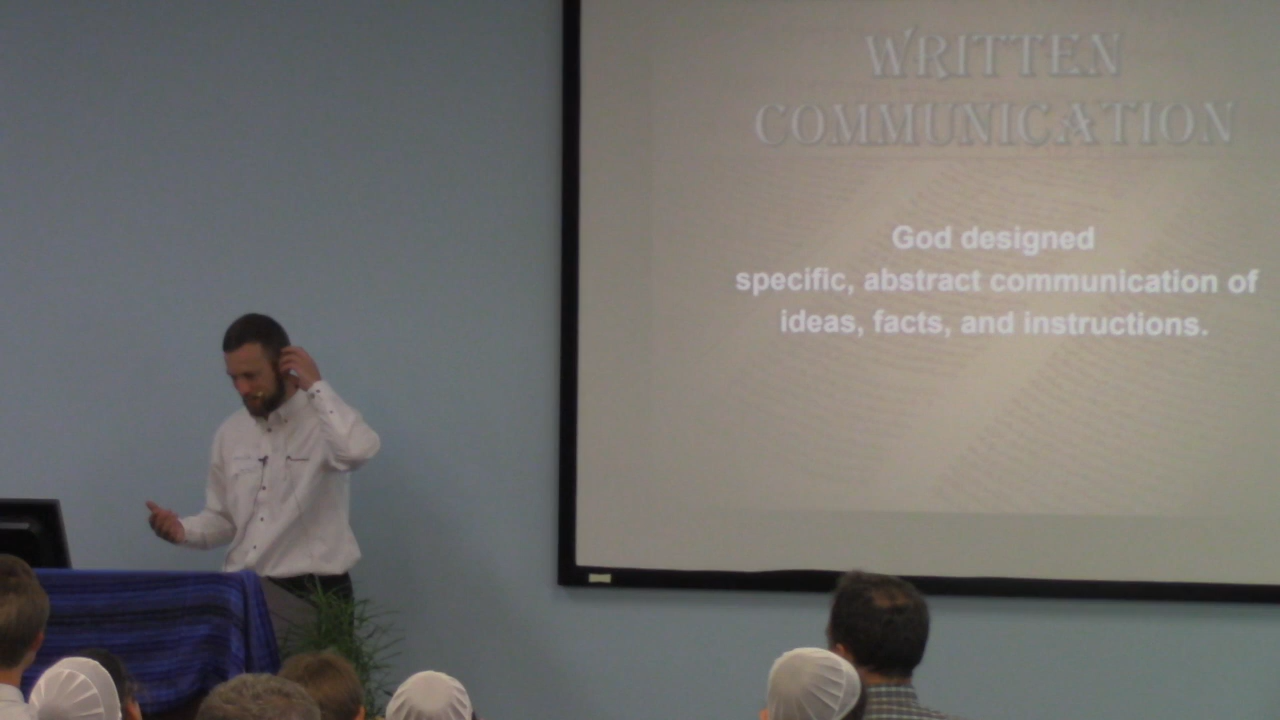 WRITTEN
COMMUNICATION
God designed
specific, abstract communication of
ideas, facts, and instructions.